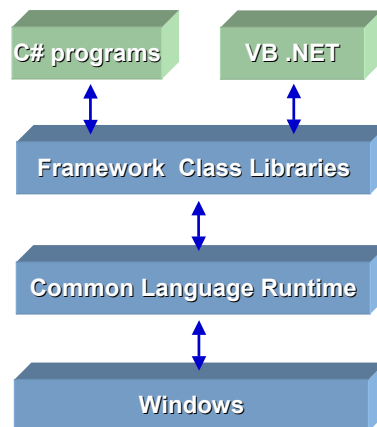 C# programs
VB .NET
Framework Class Libraries
Common Language Runtime
Windows